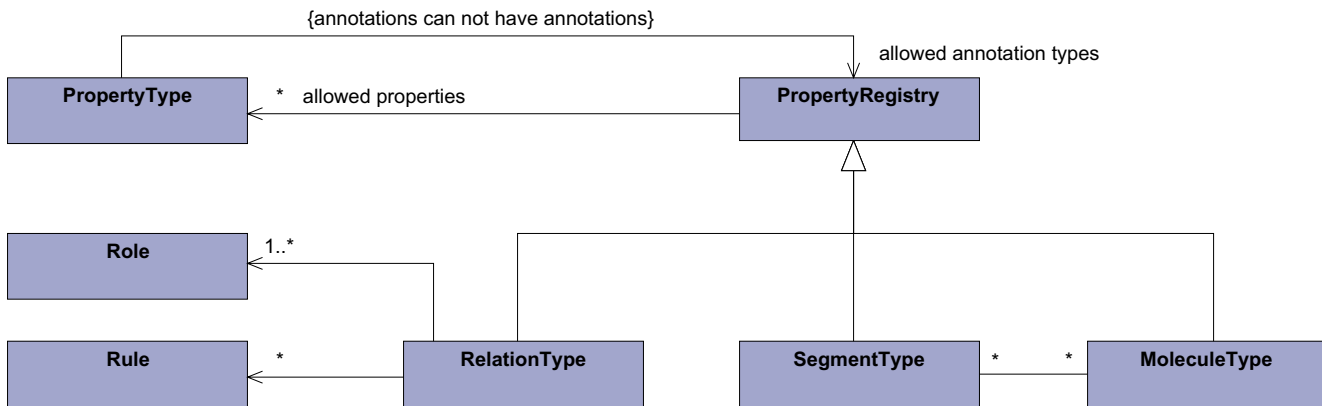 {annotations can not have annotations}
allowed annotation types
PropertyType
* allowed properties
PropertyRegistry
Role
1..*
Rule
*
RelationType
SegmentType
* *
MoleculeType